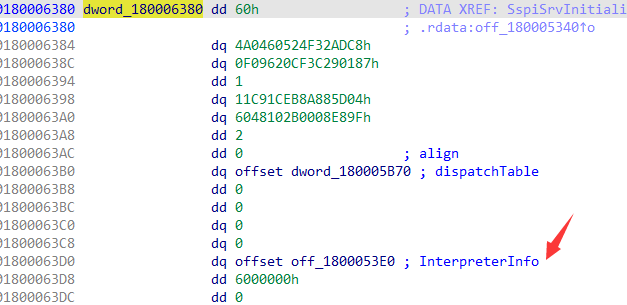 0180006380 dword_180006380 dd 60h ; DATA XREF: SspiSrvInitiali
0180006380 ; .rdata:off_180005340↑o
0180006384 dq 4A0460524F32ADC8h
018000638C dq 0F09620CF3C290187h
0180006394 dd 1
0180006398 dq 11C91CEB8A885D04h
01800063A0 dq 6048102B0008E89Fh
01800063A8 dd 2
01800063AC dd 0 ; align
01800063B0 dq offset dword_180005B70 ; dispatchTable
01800063B8 dd 0
01800063BC dd 0
01800063C0 dq 0
01800063C8 dq 0
01800063D0 dq offset off_1800053E0 ; InterpreterInfo
01800063D8 dd 6000000h
01800063DC dd 0